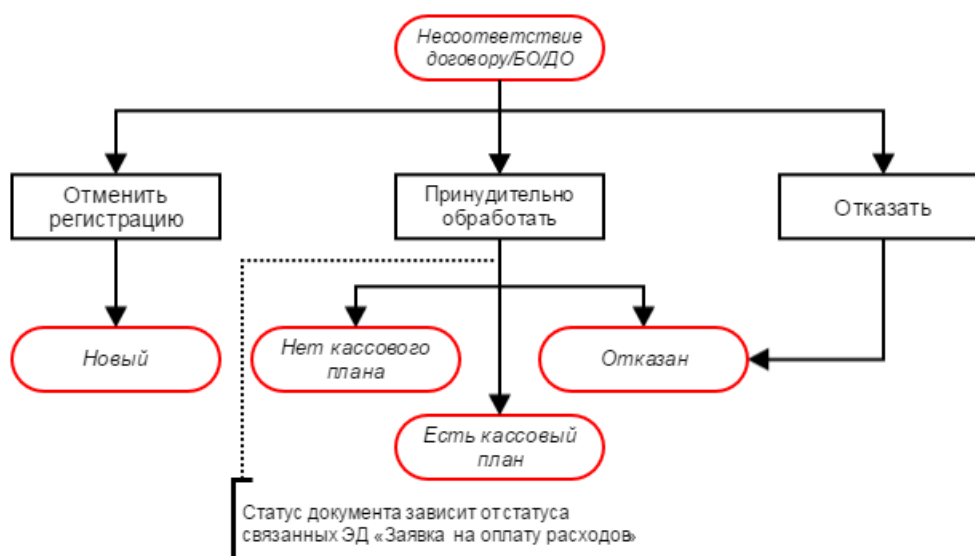 Несоответствие
договору/БО/ДО
Отменить
регистрацию
Принудительно
обработать
Отказать
Новый
Нет кассового
плана
Отказан
Есть кассовый
план
Статус документа зависит от статуса
связанных ЭД «Заявка на оплату расходов»